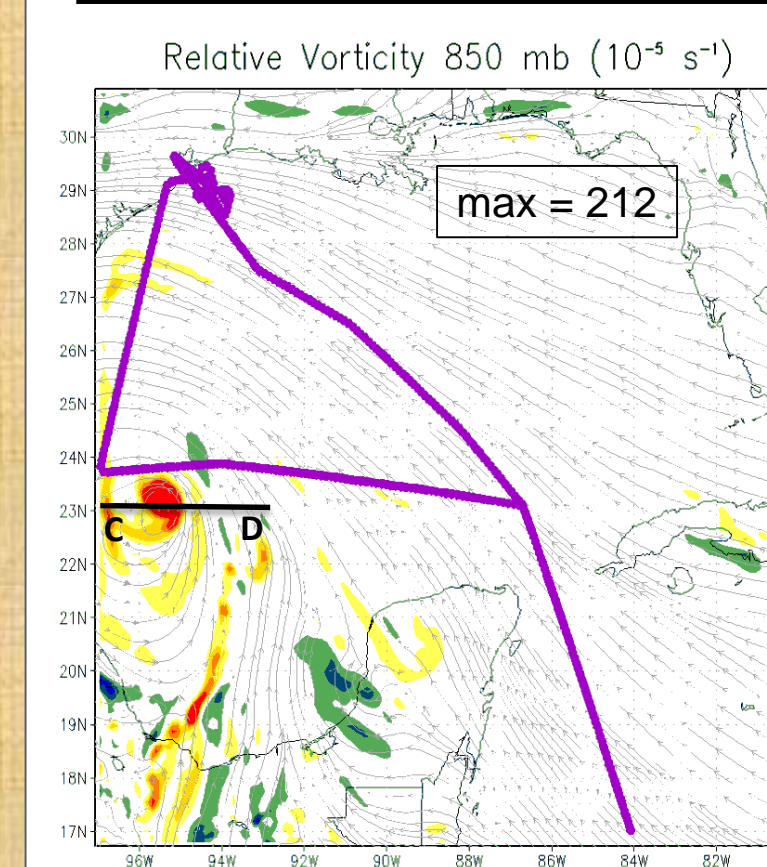 Relative Vorticity 850 mb (10⁻⁵ s⁻¹)
30N
29N
max = 212
28N
27N
26N
25N
24N
23N
C D
22N
21N
20N
19N
18N
17N
96W 94W 92W 90W 88W 86W 84W 82W